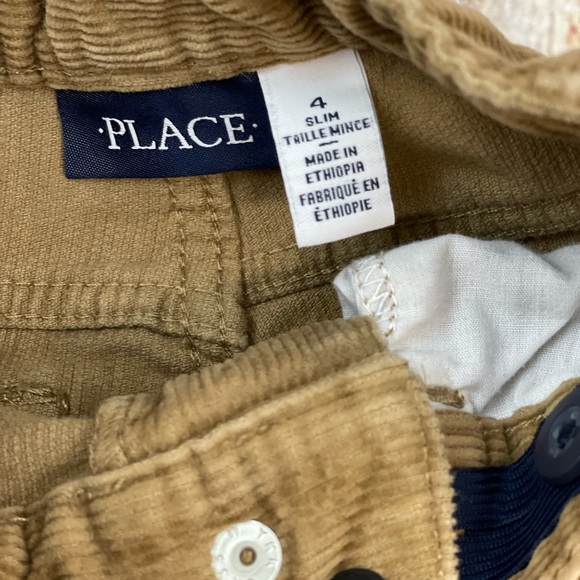 ·PLACE·
4
SLIM
TAILLE MINCE
MADE IN
ETHIOPIA
FABRIQUÉ EN
ÉTHIOPIE